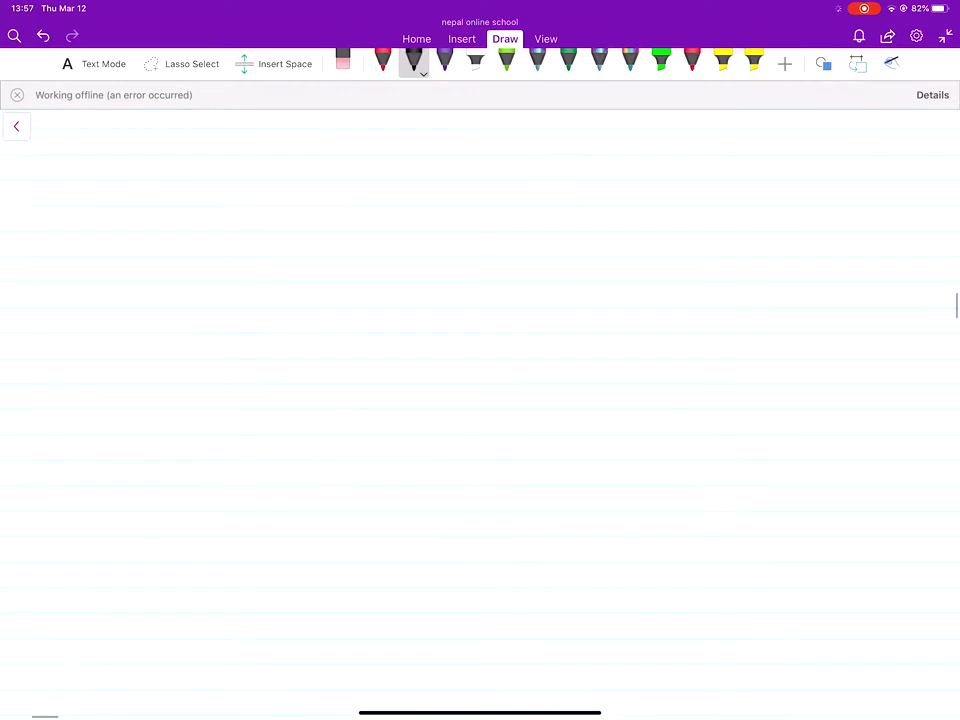 13:57 Thu Mar 12
82%
nepal online school
Home Insert Draw View
A Text Mode Lasso Select Insert Space
Working offline (an error occurred) Details